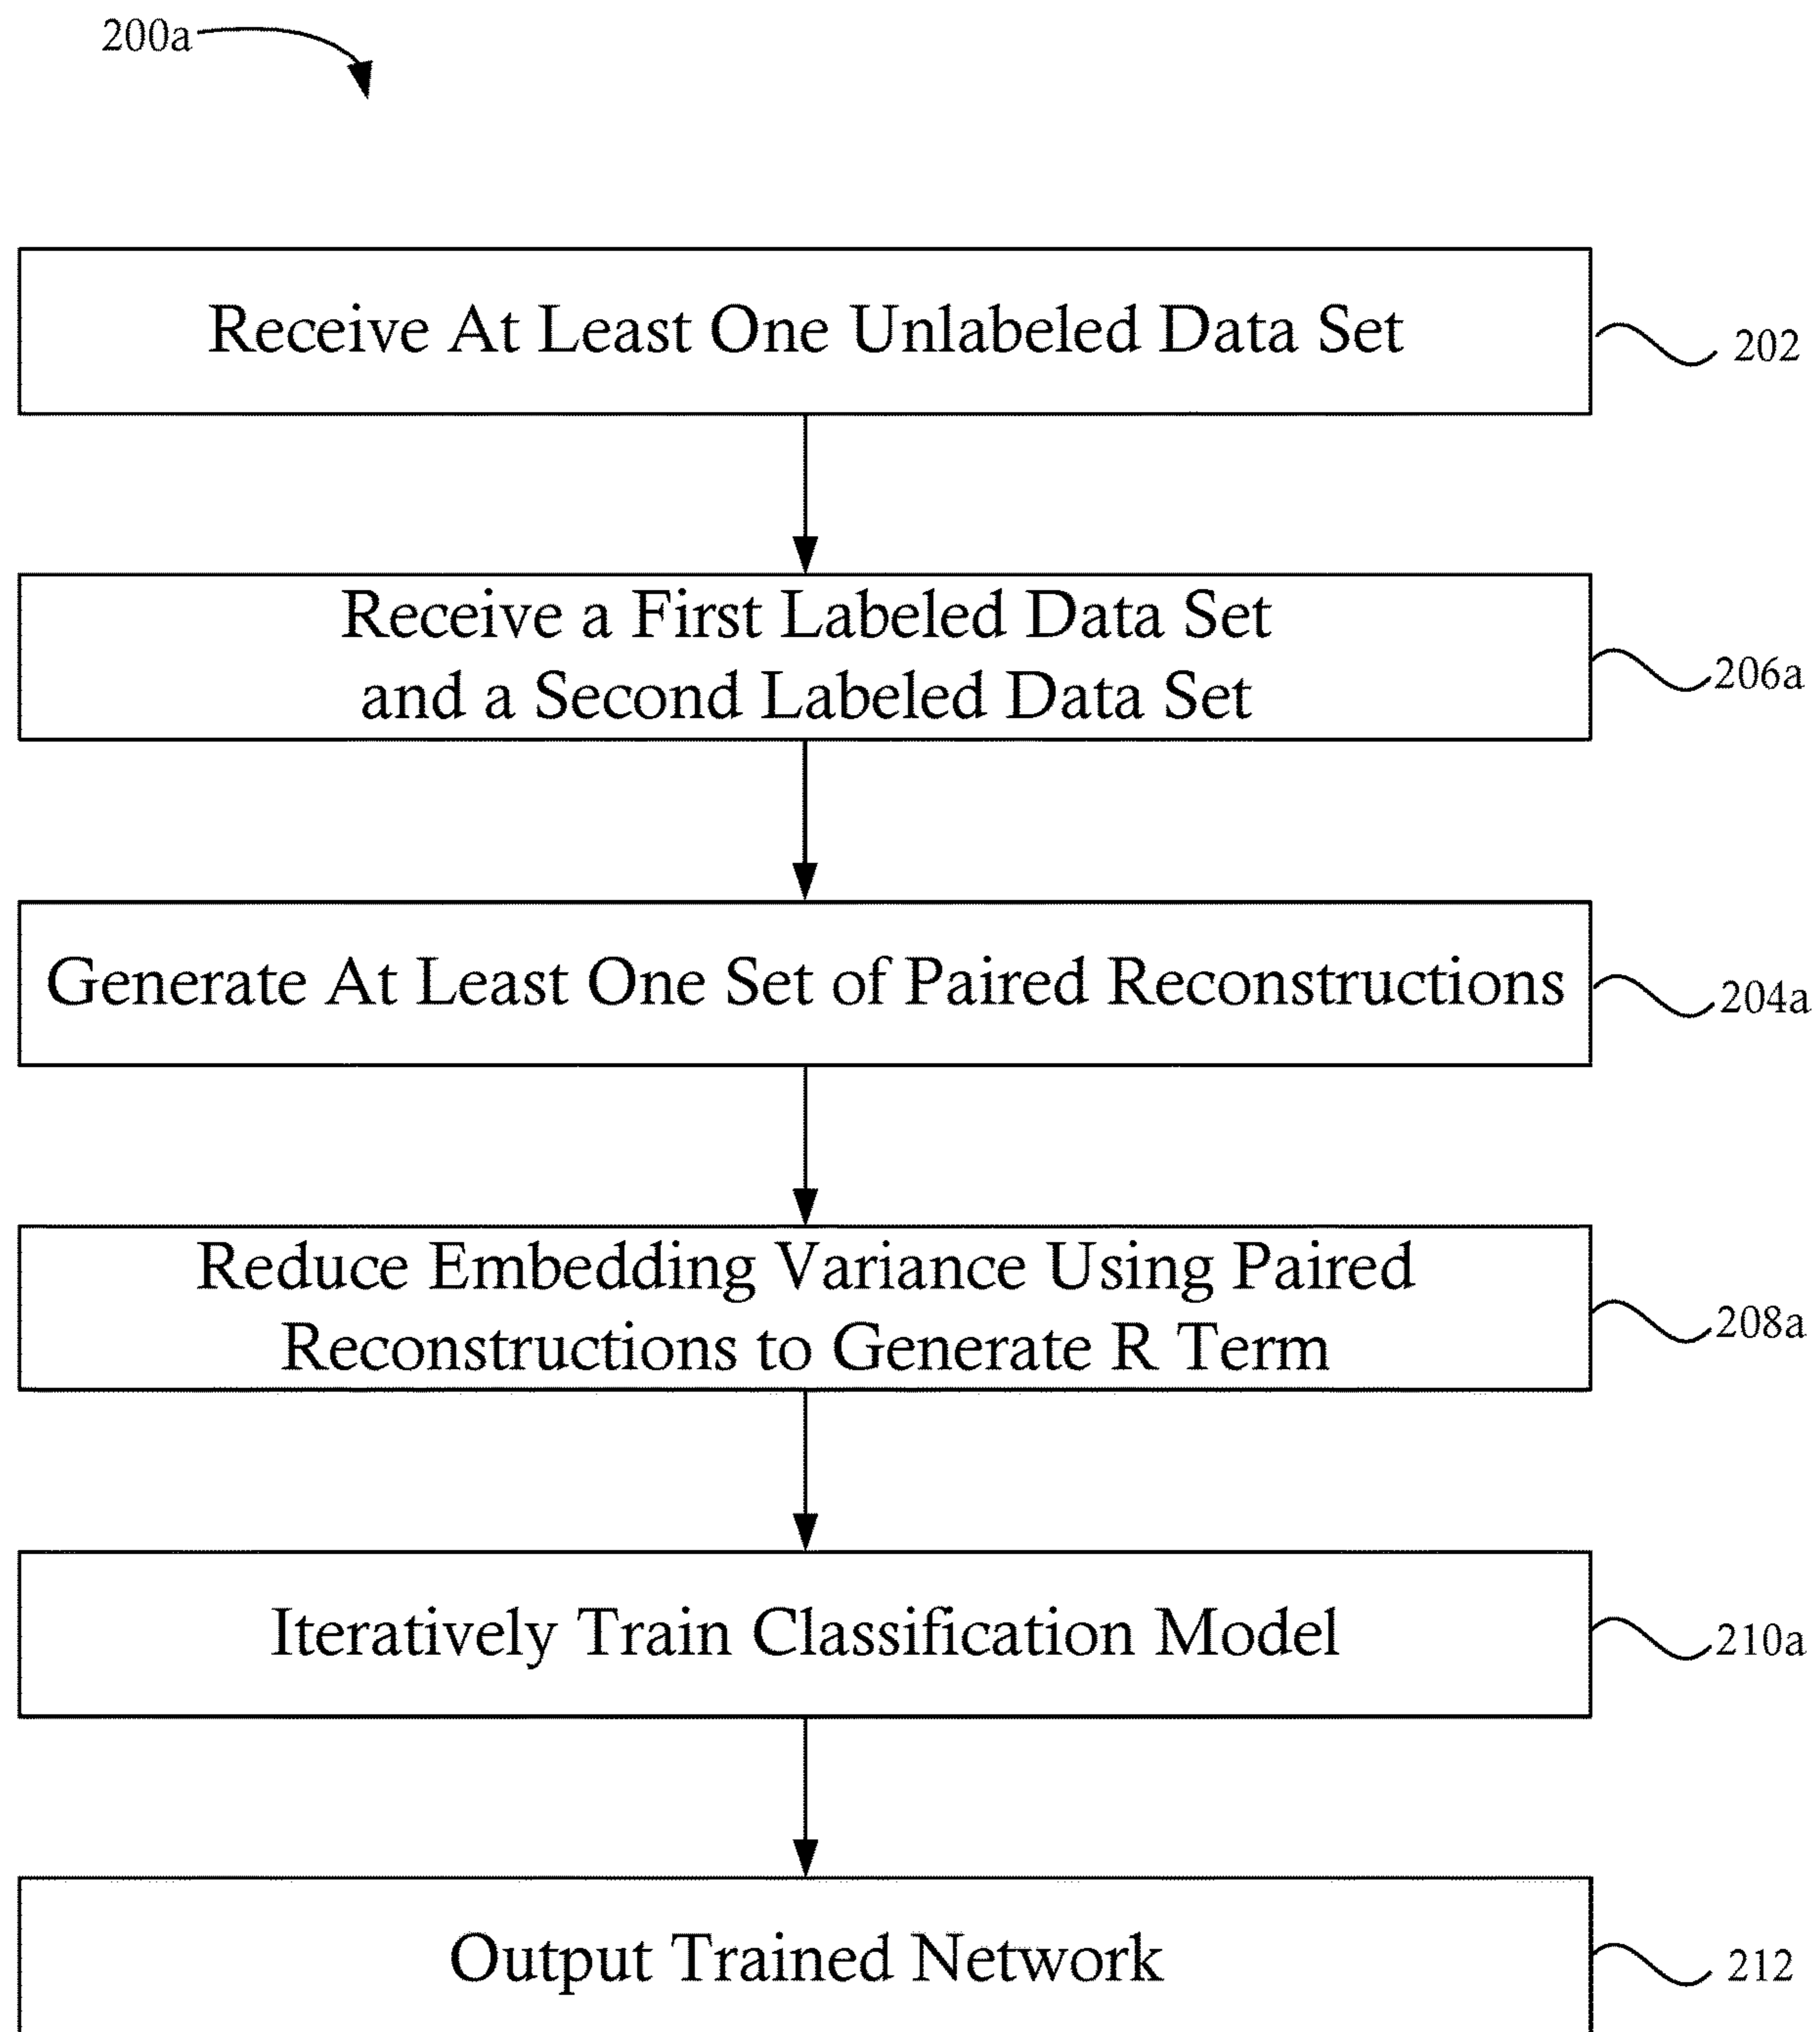 200a
Receive At Least One Unlabeled Data Set
202
Receive a First Labeled Data Set
and a Second Labeled Data Set
206a
Generate At Least One Set of Paired Reconstructions
204a
Reduce Embedding Variance Using Paired
Reconstructions to Generate R Term
208a
Iteratively Train Classification Model
210a
Output Trained Network
212